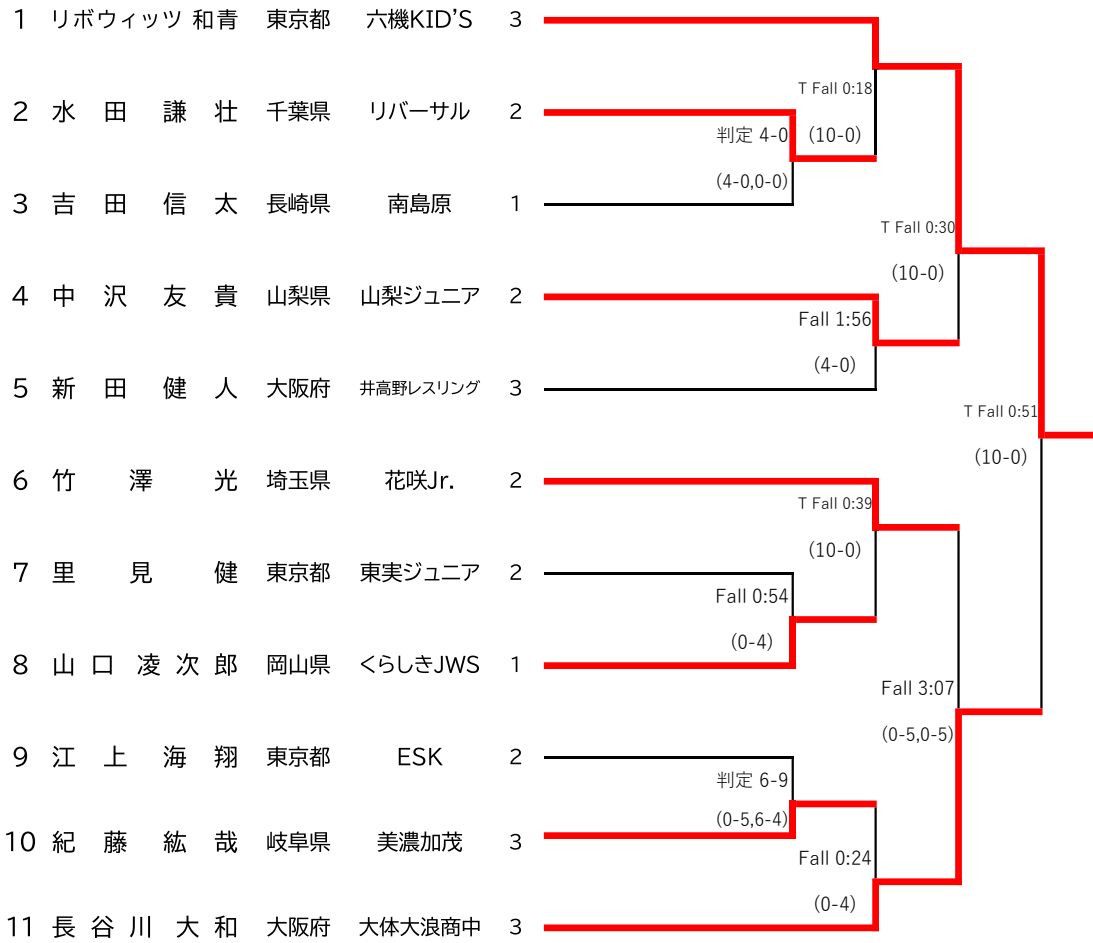 1 リボウィッツ 和青 東京都 六機KID'S 3
T Fall 0:18
2 水田 謙壮 千葉県 リバーサル 2
判定 4-0 (10-0)
(4-0,0-0)
3 吉田 信太 長崎県 南島原 1
T Fall 0:30
(10-0)
4 中沢 友貴 山梨県 山梨ジュニア 2
Fall 1:56
(4-0)
5 新田 健人 大阪府 井高野レスリング 3
T Fall 0:51
(10-0)
6 竹澤 光 埼玉県 花咲Jr. 2
T Fall 0:39
(10-0)
7 里見 健 東京都 東実ジュニア 2
Fall 0:54
(0-4)
8 山口 凌次郎 岡山県 くらしきJWS 1
Fall 3:07
(0-5,0-5)
9 江上 海翔 東京都 ESK 2
判定 6-9
(0-5,6-4)
10 紀藤 紘哉 岐阜県 美濃加茂 3
Fall 0:24
(0-4)
11 長谷川 大和 大阪府 大体大浪商中 3